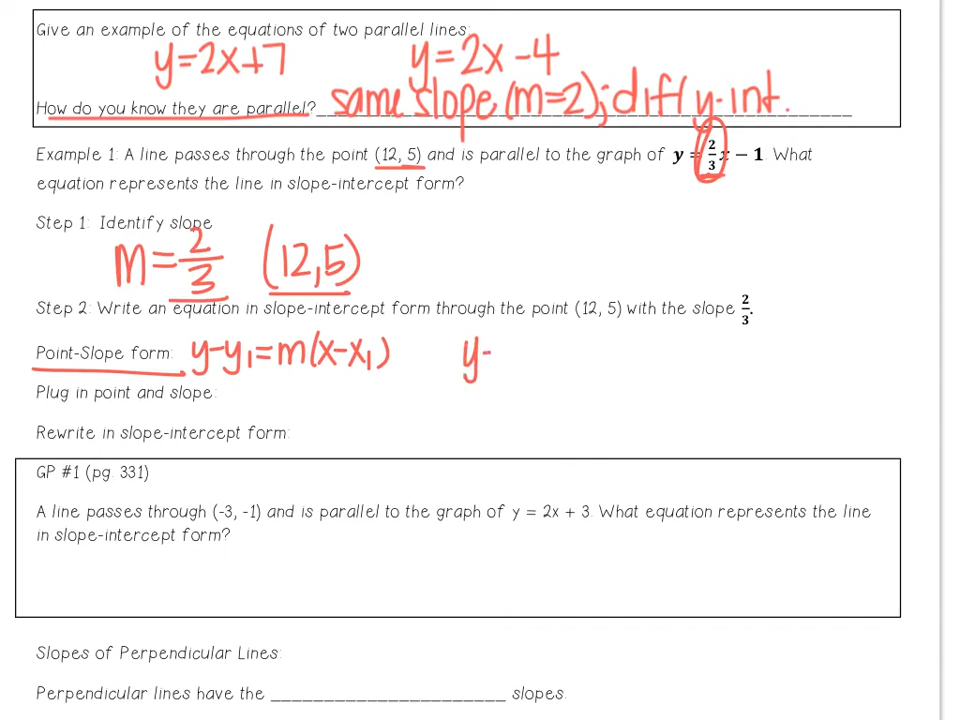 Give an example of the equations of two parallel lines:
y=2x+7 y=2x-4
How do you know they are parallel? same slope (m=2); diff y-int.
Example 1: A line passes through the point (12, 5) and is parallel to the graph of y = 2/3 x − 1. What
equation represents the line in slope-intercept form?
Step 1: Identify slope
m=2/3 (12,5)
Step 2: Write an equation in slope-intercept form through the point (12, 5) with the slope 2/3.
Point-Slope form: y-y₁=m(x-x₁) y-
Plug in point and slope:
Rewrite in slope-intercept form:
GP #1 (pg. 331)
A line passes through (-3, -1) and is parallel to the graph of y = 2x + 3. What equation represents the line
in slope-intercept form?
Slopes of Perpendicular Lines:
Perpendicular lines have the ______________________ slopes.